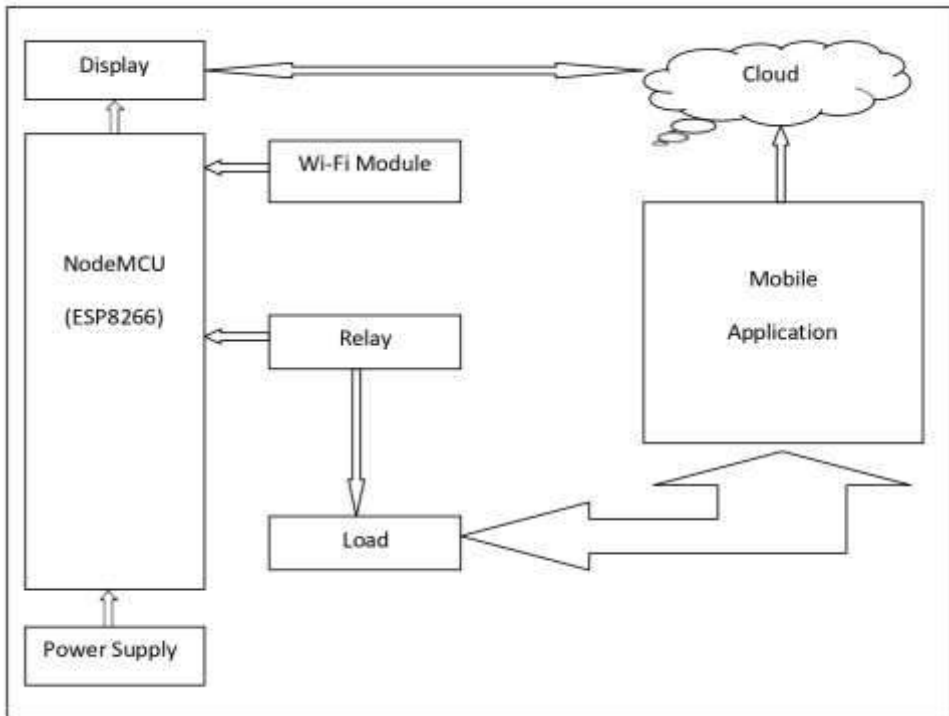 Display
Cloud
Wi-Fi Module
NodeMCU
(ESP8266)
Mobile
Application
Relay
Load
Power Supply